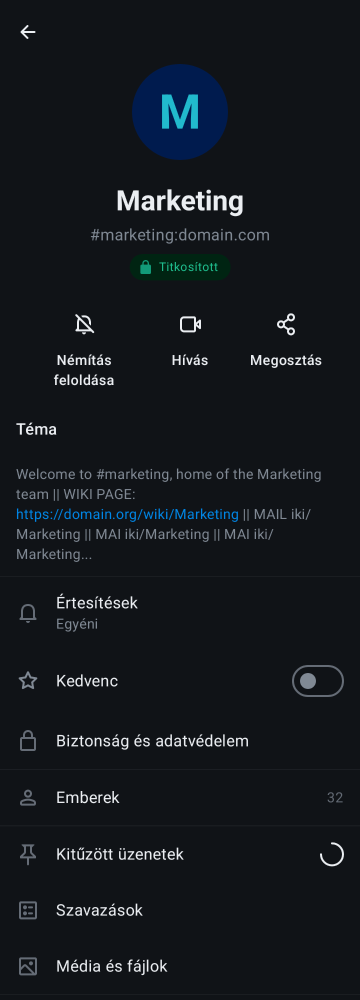 M
Marketing
#marketing:domain.com
Titkosított
Némítás
feloldása
Hívás
Megosztás
Téma
Welcome to #marketing, home of the Marketing
team || WIKI PAGE:
https://domain.org/wiki/Marketing || MAIL iki/
Marketing || MAI iki/Marketing || MAI iki/
Marketing...
Értesítések
Egyéni
Kedvenc
Biztonság és adatvédelem
Emberek
32
Kitűzött üzenetek
Szavazások
Média és fájlok